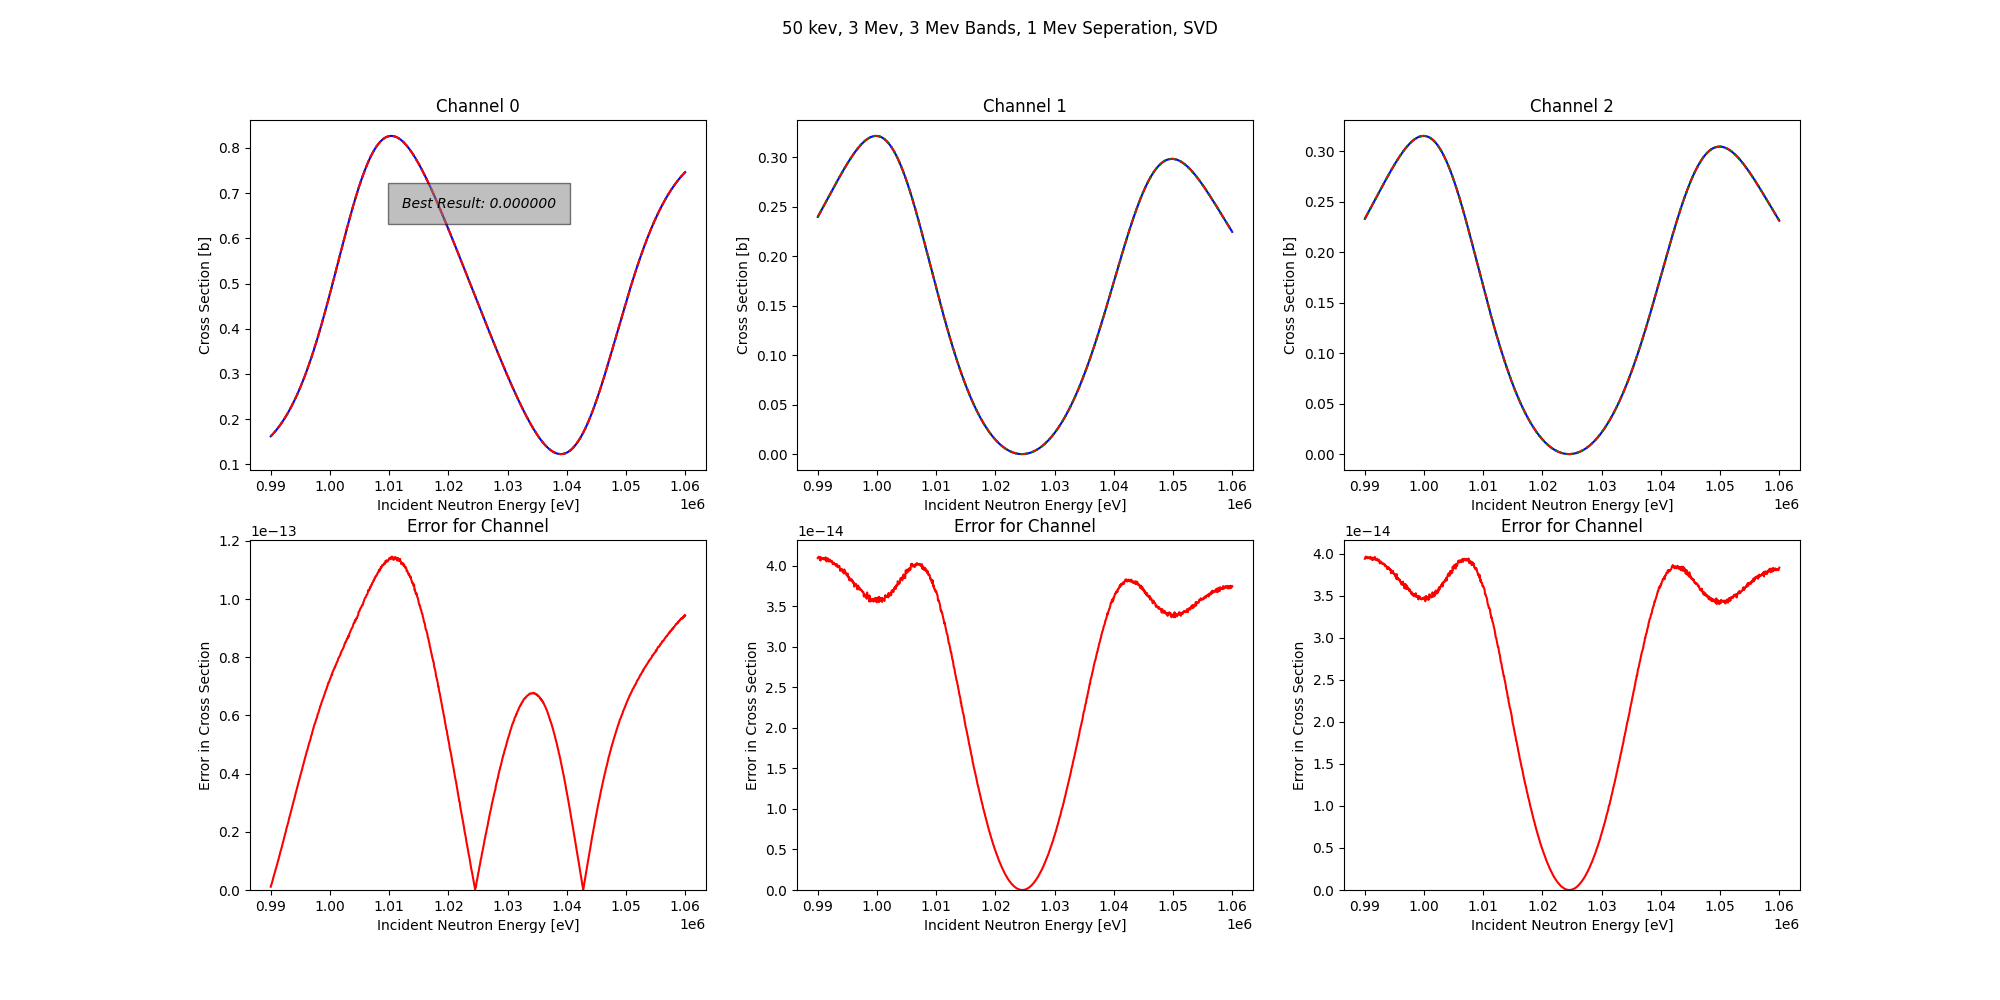 50 kev, 3 Mev, 3 Mev Bands, 1 Mev Seperation, SVD
Channel 0
0.8
0.7
0.6
0.5
0.4
0.3
0.2
0.1
Cross Section [b]
Best Result: 0.000000
0.99 1.00 1.01 1.02 1.03 1.04 1.05 1.06
Incident Neutron Energy [eV]
1e6
Channel 1
0.30
0.25
0.20
0.15
0.10
0.05
0.00
Cross Section [b]
0.99 1.00 1.01 1.02 1.03 1.04 1.05 1.06
Incident Neutron Energy [eV]
1e6
Channel 2
0.30
0.25
0.20
0.15
0.10
0.05
0.00
Cross Section [b]
0.99 1.00 1.01 1.02 1.03 1.04 1.05 1.06
Incident Neutron Energy [eV]
1e6
Error for Channel
1e−13
1.2
1.0
0.8
0.6
0.4
0.2
0.0
Error in Cross Section
0.99 1.00 1.01 1.02 1.03 1.04 1.05 1.06
Incident Neutron Energy [eV]
1e6
Error for Channel
1e−14
4.0
3.5
3.0
2.5
2.0
1.5
1.0
0.5
0.0
Error in Cross Section
0.99 1.00 1.01 1.02 1.03 1.04 1.05 1.06
Incident Neutron Energy [eV]
1e6
Error for Channel
1e−14
4.0
3.5
3.0
2.5
2.0
1.5
1.0
0.5
0.0
Error in Cross Section
0.99 1.00 1.01 1.02 1.03 1.04 1.05 1.06
Incident Neutron Energy [eV]
1e6